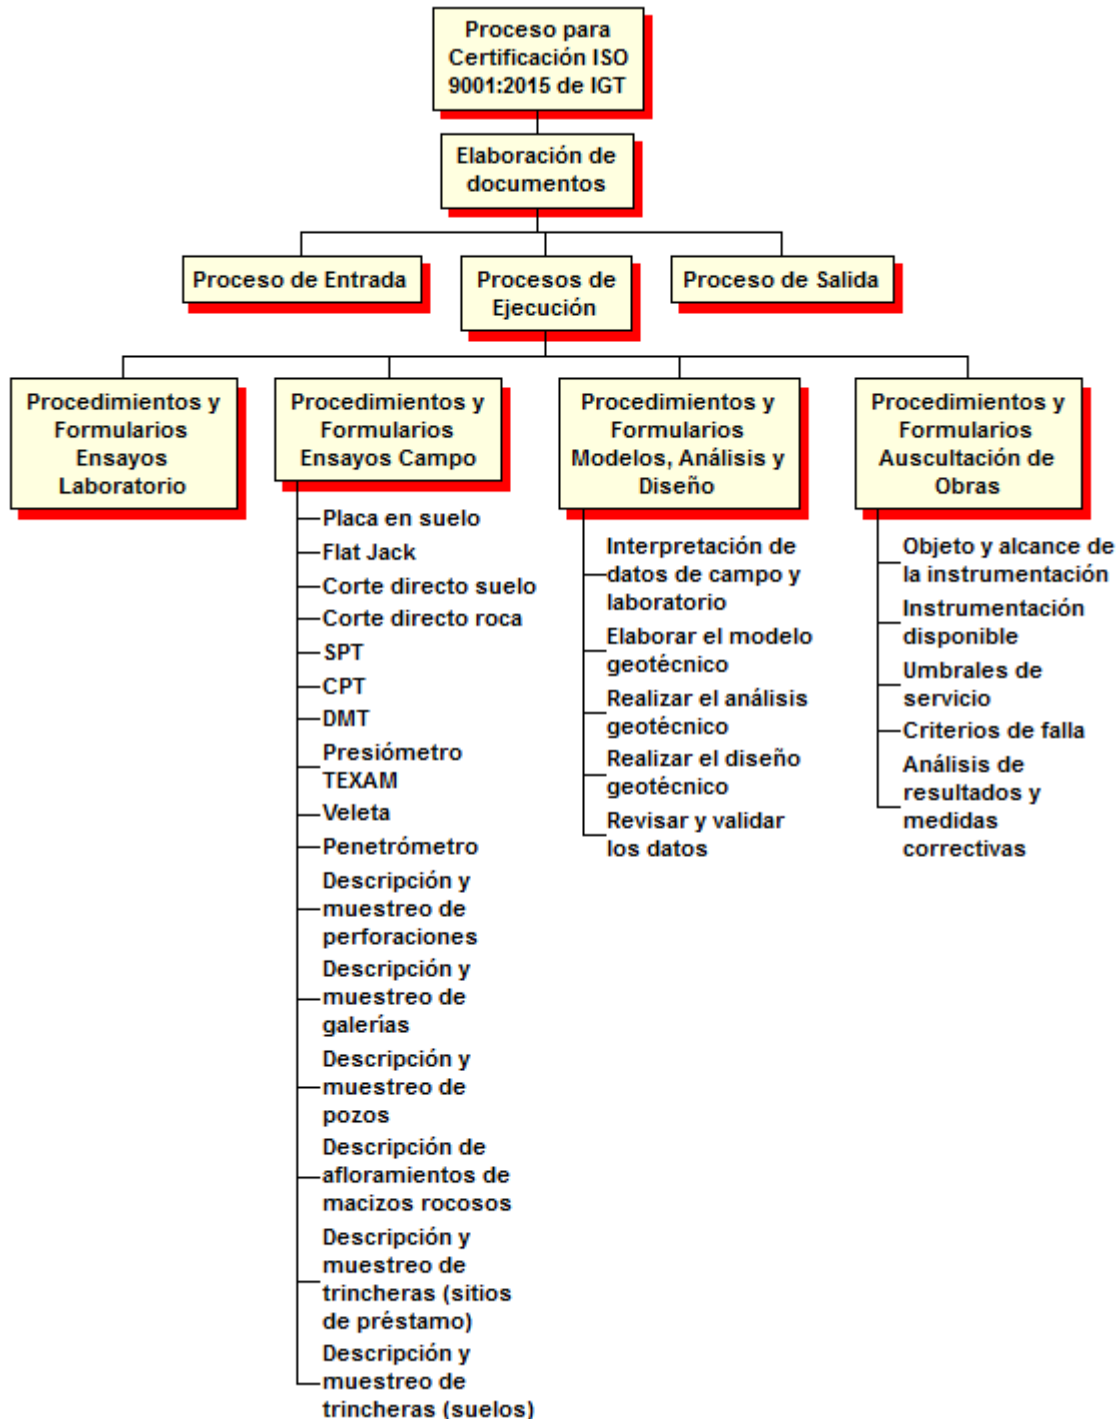 Proceso para
Certificación ISO
9001:2015 de IGT
Elaboración de
documentos
Proceso de Entrada
Procesos de
Ejecución
Proceso de Salida
Procedimientos y
Formularios
Ensayos
Laboratorio
Procedimientos y
Formularios
Ensayos Campo
Placa en suelo
Flat Jack
Corte directo suelo
Corte directo roca
SPT
CPT
DMT
Presiómetro
TEXAM
Veleta
Penetrómetro
Descripción y
muestreo de
perforaciones
Descripción y
muestreo de
galerías
Descripción y
muestreo de
pozos
Descripción de
afloramientos de
macizos rocosos
Descripción y
muestreo de
trincheras (sitios
de préstamo)
Descripción y
muestreo de
trincheras (suelos)
Procedimientos y
Formularios
Modelos, Análisis y
Diseño
Interpretación de
datos de campo y
laboratorio
Elaborar el modelo
geotécnico
Realizar el análisis
geotécnico
Realizar el diseño
geotécnico
Revisar y validar
los datos
Procedimientos y
Formularios
Auscultación de
Obras
Objeto y alcance de
la instrumentación
Instrumentación
disponible
Umbrales de
servicio
Criterios de falla
Análisis de
resultados y
medidas
correctivas